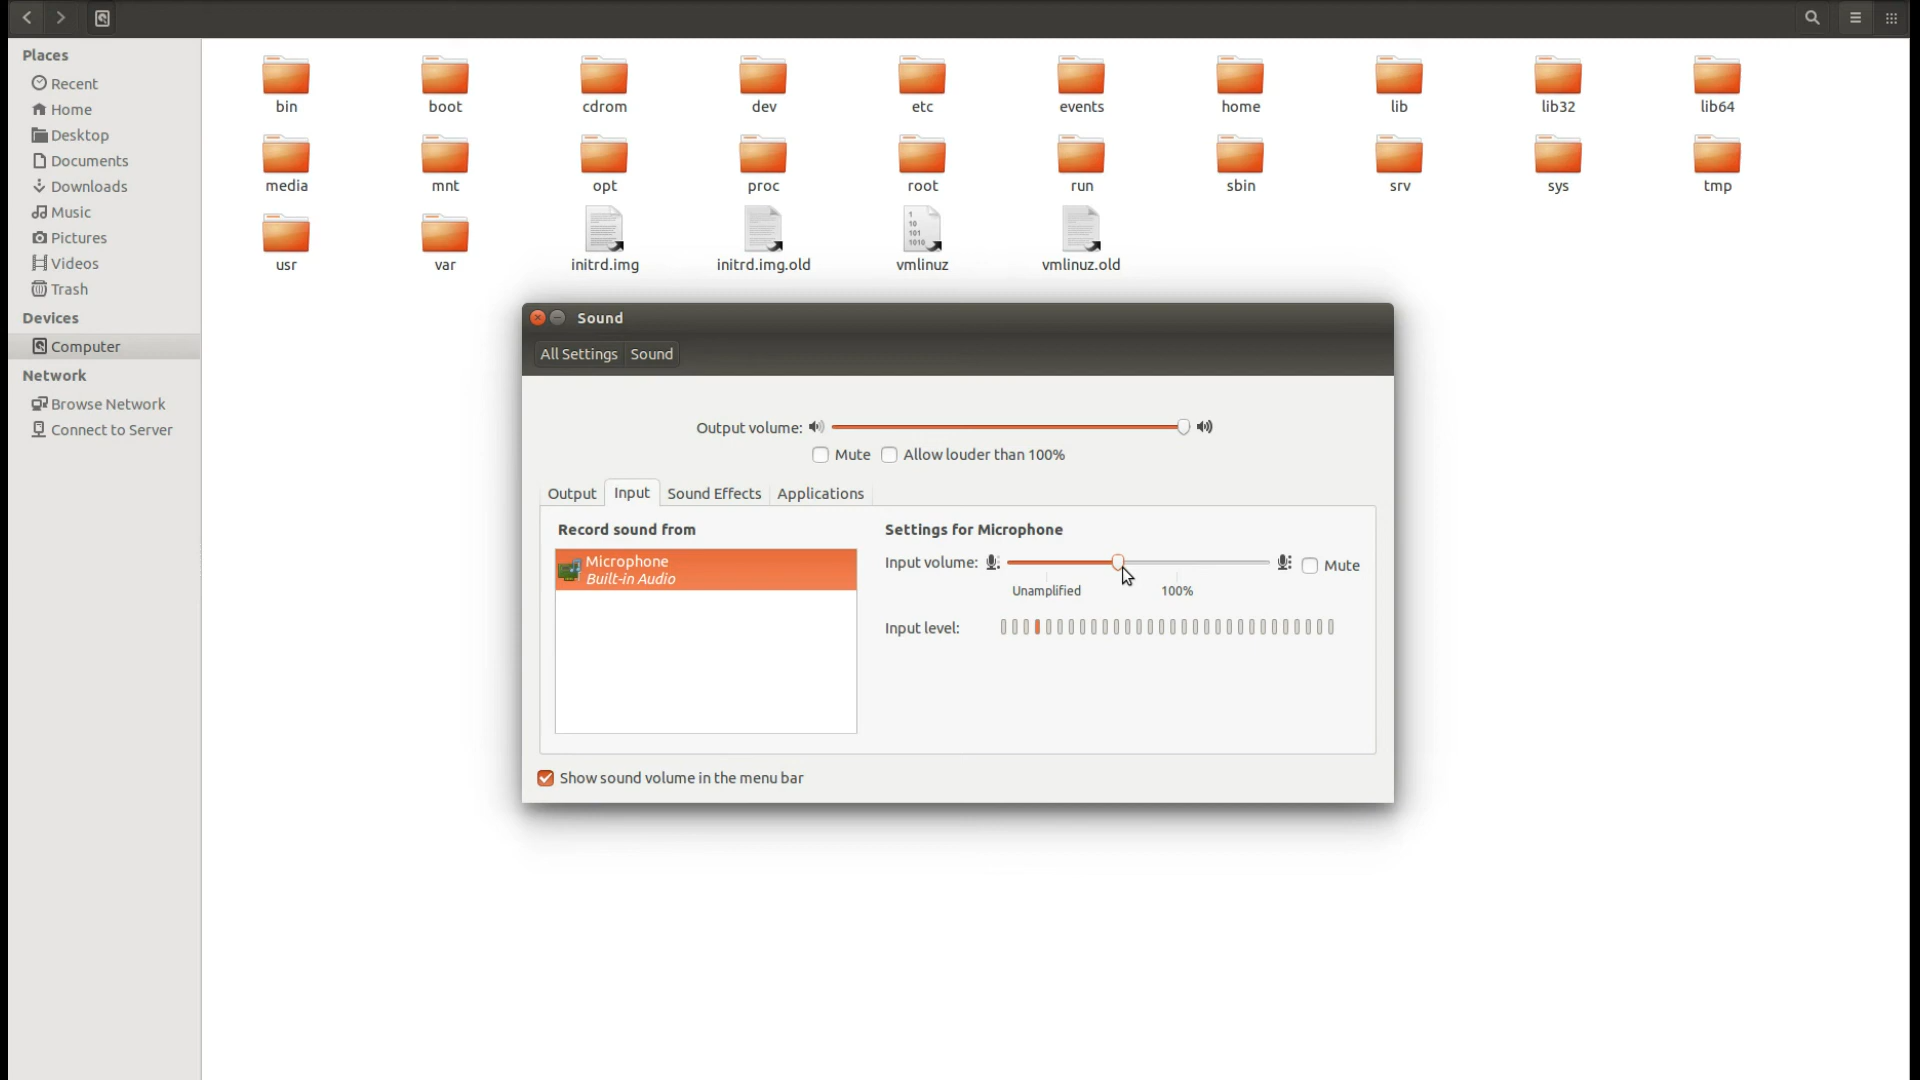 Places
Recent
Home
Desktop
Documents
Downloads
Music
Pictures
Videos
Trash
Devices
Computer
Network
Browse Network
Connect to Server
bin boot cdrom dev etc events home lib lib32 lib64
media mnt opt proc root run sbin srv sys tmp
usr var initrd.img initrd.img.old vmlinuz vmlinuz.old
Sound
All Settings Sound
Output volume:
Mute Allow louder than 100%
Output Input Sound Effects Applications
Record sound from
Microphone
Built-in Audio
Settings for Microphone
Input volume: Mute
Unamplified 100%
Input level:
Show sound volume in the menu bar